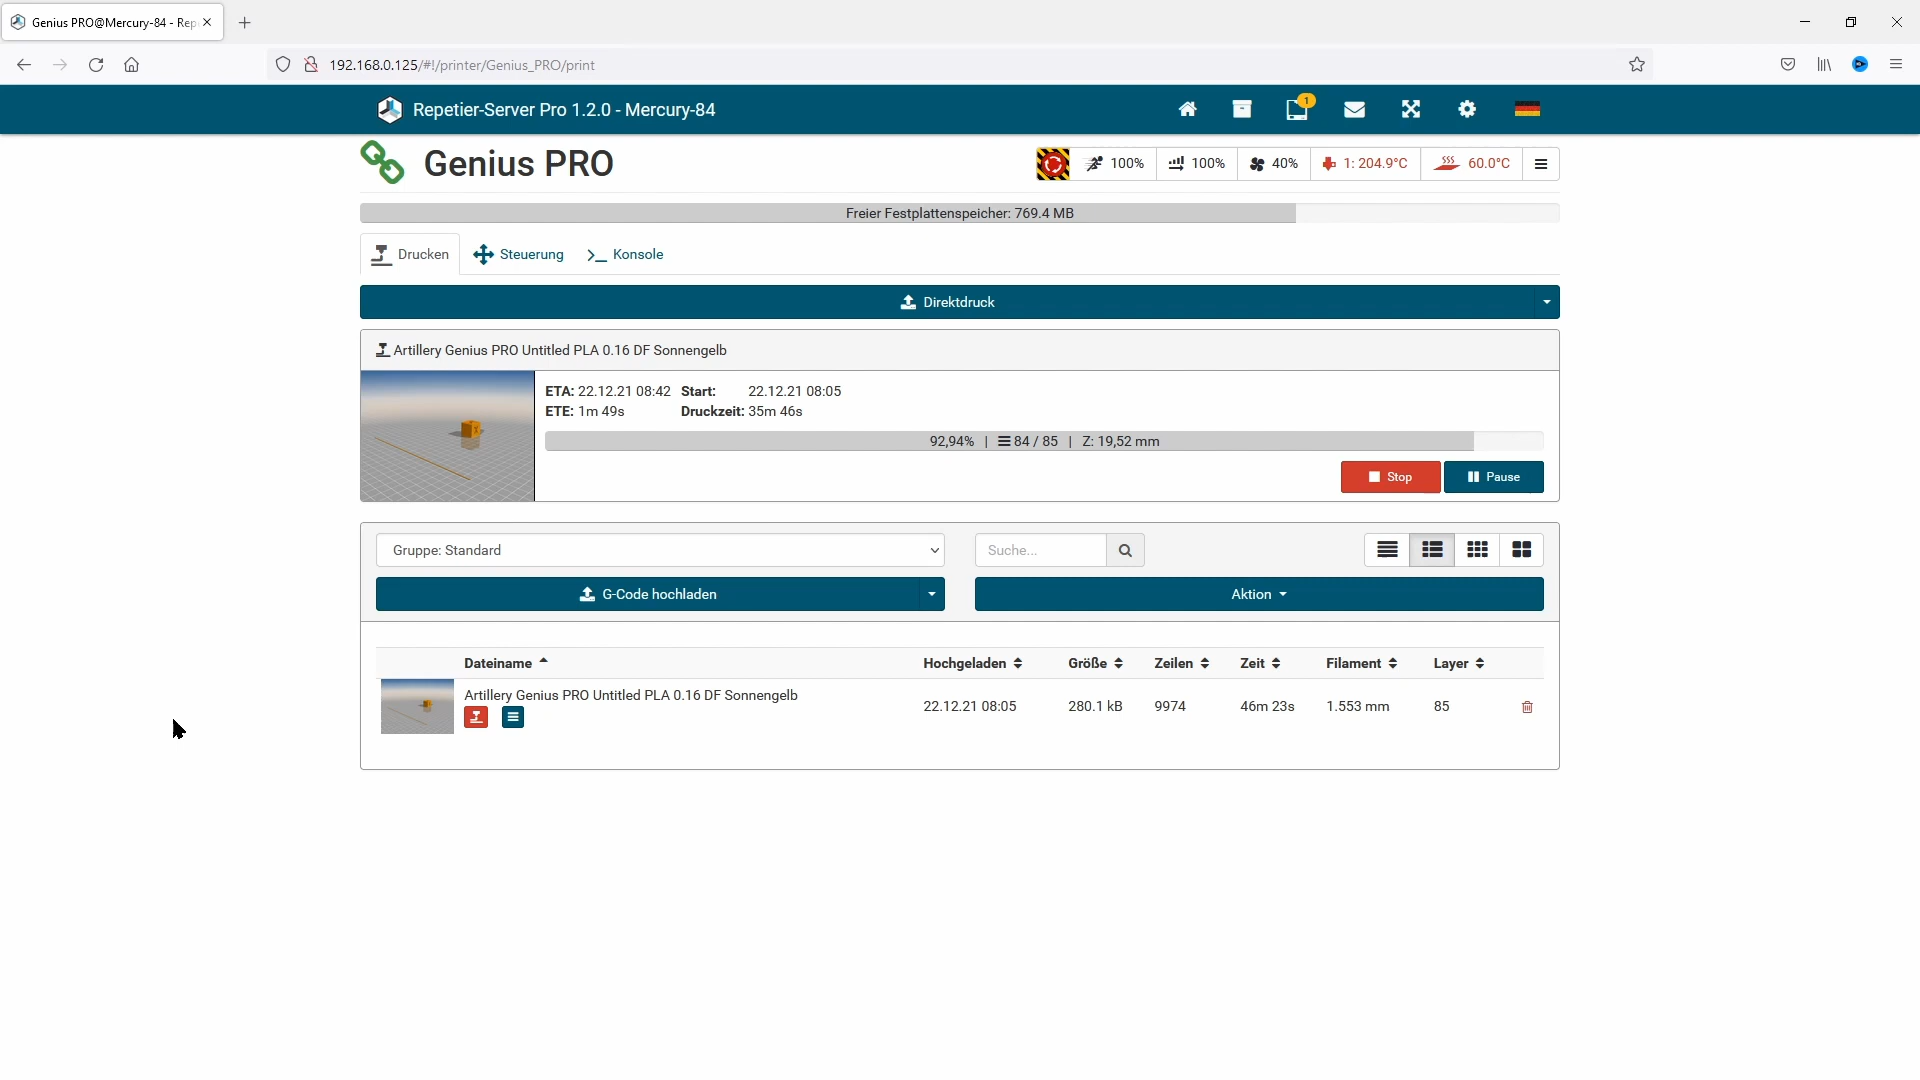 Genius PRO@Mercury-84 - Rep
192.168.0.125/#!/printer/Genius_PRO/print
Repetier-Server Pro 1.2.0 - Mercury-84
1
Genius PRO
100%
100%
40%
1: 204.9°C
60.0°C
Freier Festplattenspeicher: 769.4 MB
Drucken
Steuerung
Konsole
Direktdruck
Artillery Genius PRO Untitled PLA 0.16 DF Sonnengelb
ETA: 22.12.21 08:42 Start: 22.12.21 08:05
ETE: 1m 49s Druckzeit: 35m 46s
92,94% | 84 / 85 | Z: 19,52 mm
Stop
Pause
Gruppe: Standard
Suche...
G-Code hochladen
Aktion
Dateiname Hochgeladen Größe Zeilen Zeit Filament Layer
Artillery Genius PRO Untitled PLA 0.16 DF Sonnengelb
22.12.21 08:05 280.1 kB 9974 46m 23s 1.553 mm 85